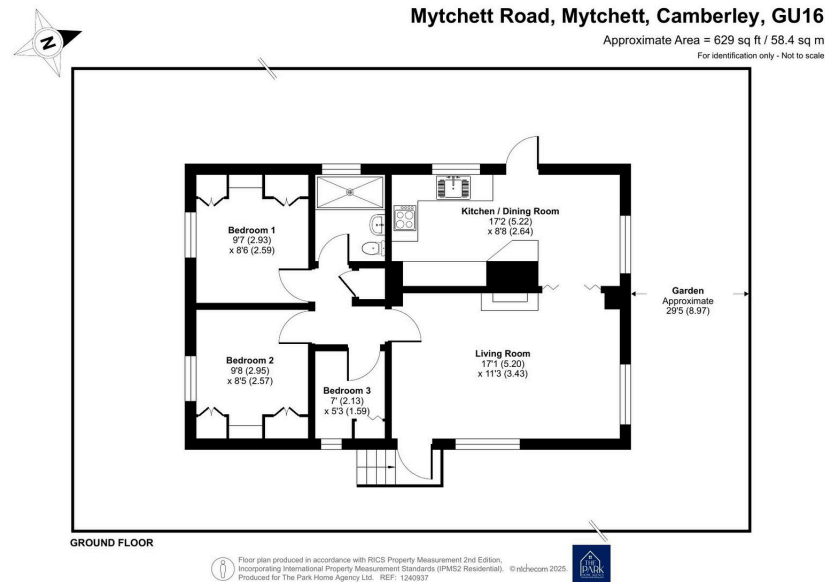 Mytchett Road, Mytchett, Camberley, GU16
Approximate Area = 629 sq ft / 58.4 sq m
For identification only - Not to scale
N
Bedroom 1
9'7 (2.93)
x 8'6 (2.59)
Kitchen / Dining Room
17'2 (5.22)
x 8'8 (2.64)
Garden
Approximate
29'5 (8.97)
Bedroom 2
9'8 (2.95)
x 8'5 (2.57)
Living Room
17'1 (5.20)
x 11'3 (3.43)
Bedroom 3
7' (2.13)
x 5'3 (1.59)
GROUND FLOOR
Floor plan produced in accordance with RICS Property Measurement 2nd Edition,
Incorporating International Property Measurement Standards (IPMS2 Residential). © nichecom 2025.
Produced for The Park Home Agency Ltd. REF: 1240937
THE
PARK